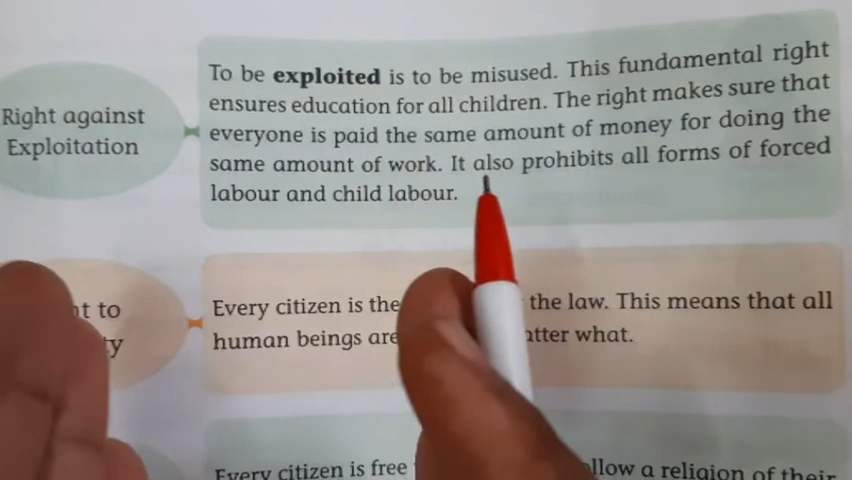 Right against
Exploitation
To be exploited is to be misused. This fundamental right
ensures education for all children. The right makes sure that
everyone is paid the same amount of money for doing the
same amount of work. It also prohibits all forms of forced
labour and child labour.
to
Every citizen is the the law. This means that all
human beings are what.
Every citizen is free a religion of their